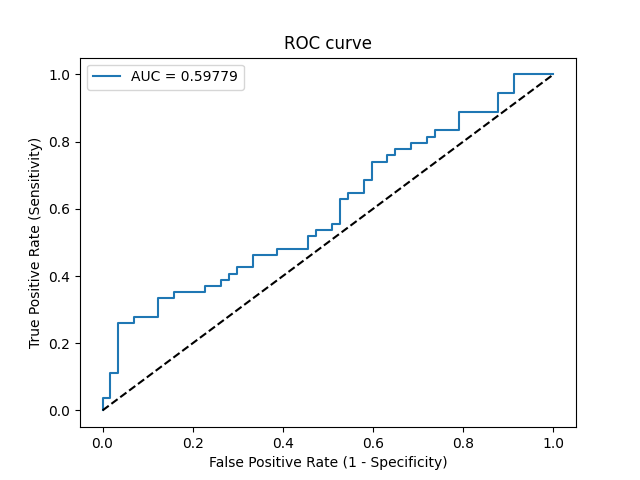 ROC curve
AUC = 0.59779
True Positive Rate (Sensitivity)
1.0
0.8
0.6
0.4
0.2
0.0
0.0 0.2 0.4 0.6 0.8 1.0
False Positive Rate (1 - Specificity)